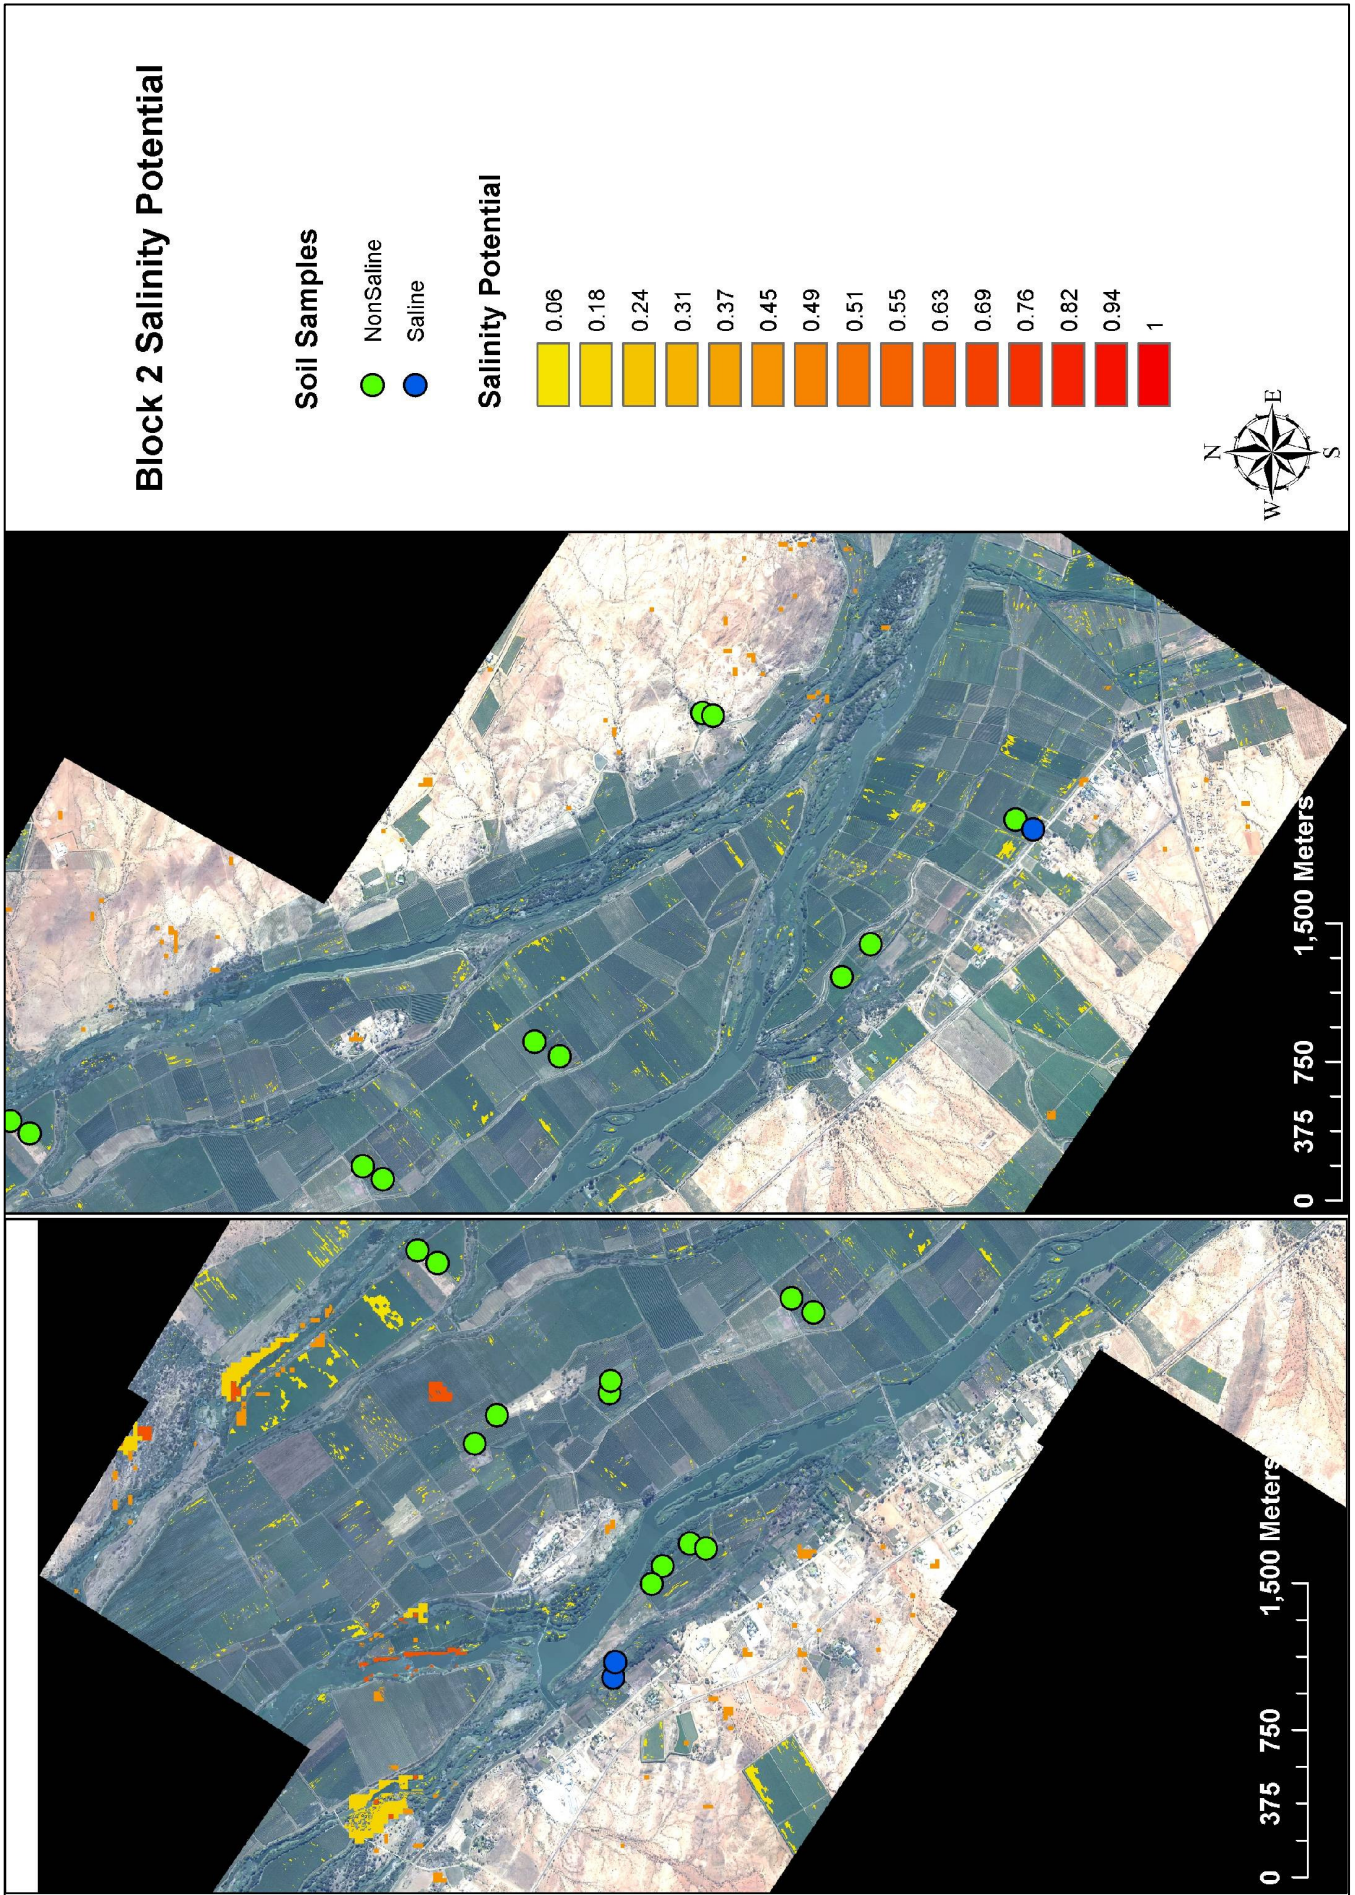 Block 2 Salinity Potential
Soil Samples
NonSaline
Saline
Salinity Potential
0.06
0.18
0.24
0.31
0.37
0.45
0.49
0.51
0.55
0.63
0.69
0.76
0.82
0.94
1
N
W E
S
0 375 750 1,500 Meters
0 375 750 1,500 Meters